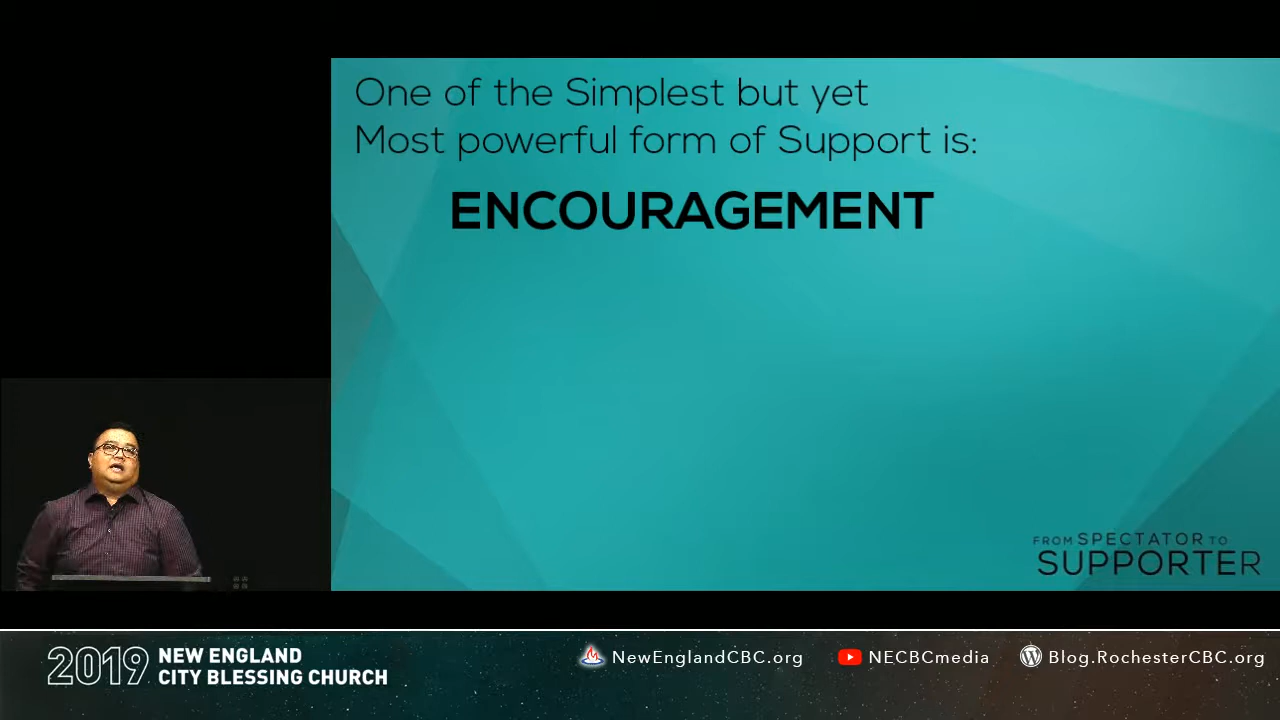 One of the Simplest but yet
Most powerful form of Support is:
ENCOURAGEMENT
FROM SPECTATOR TO
SUPPORTER
2019 NEW ENGLAND
CITY BLESSING CHURCH
NewEnglandCBC.org
NECBCmedia
Blog.RochesterCBC.org